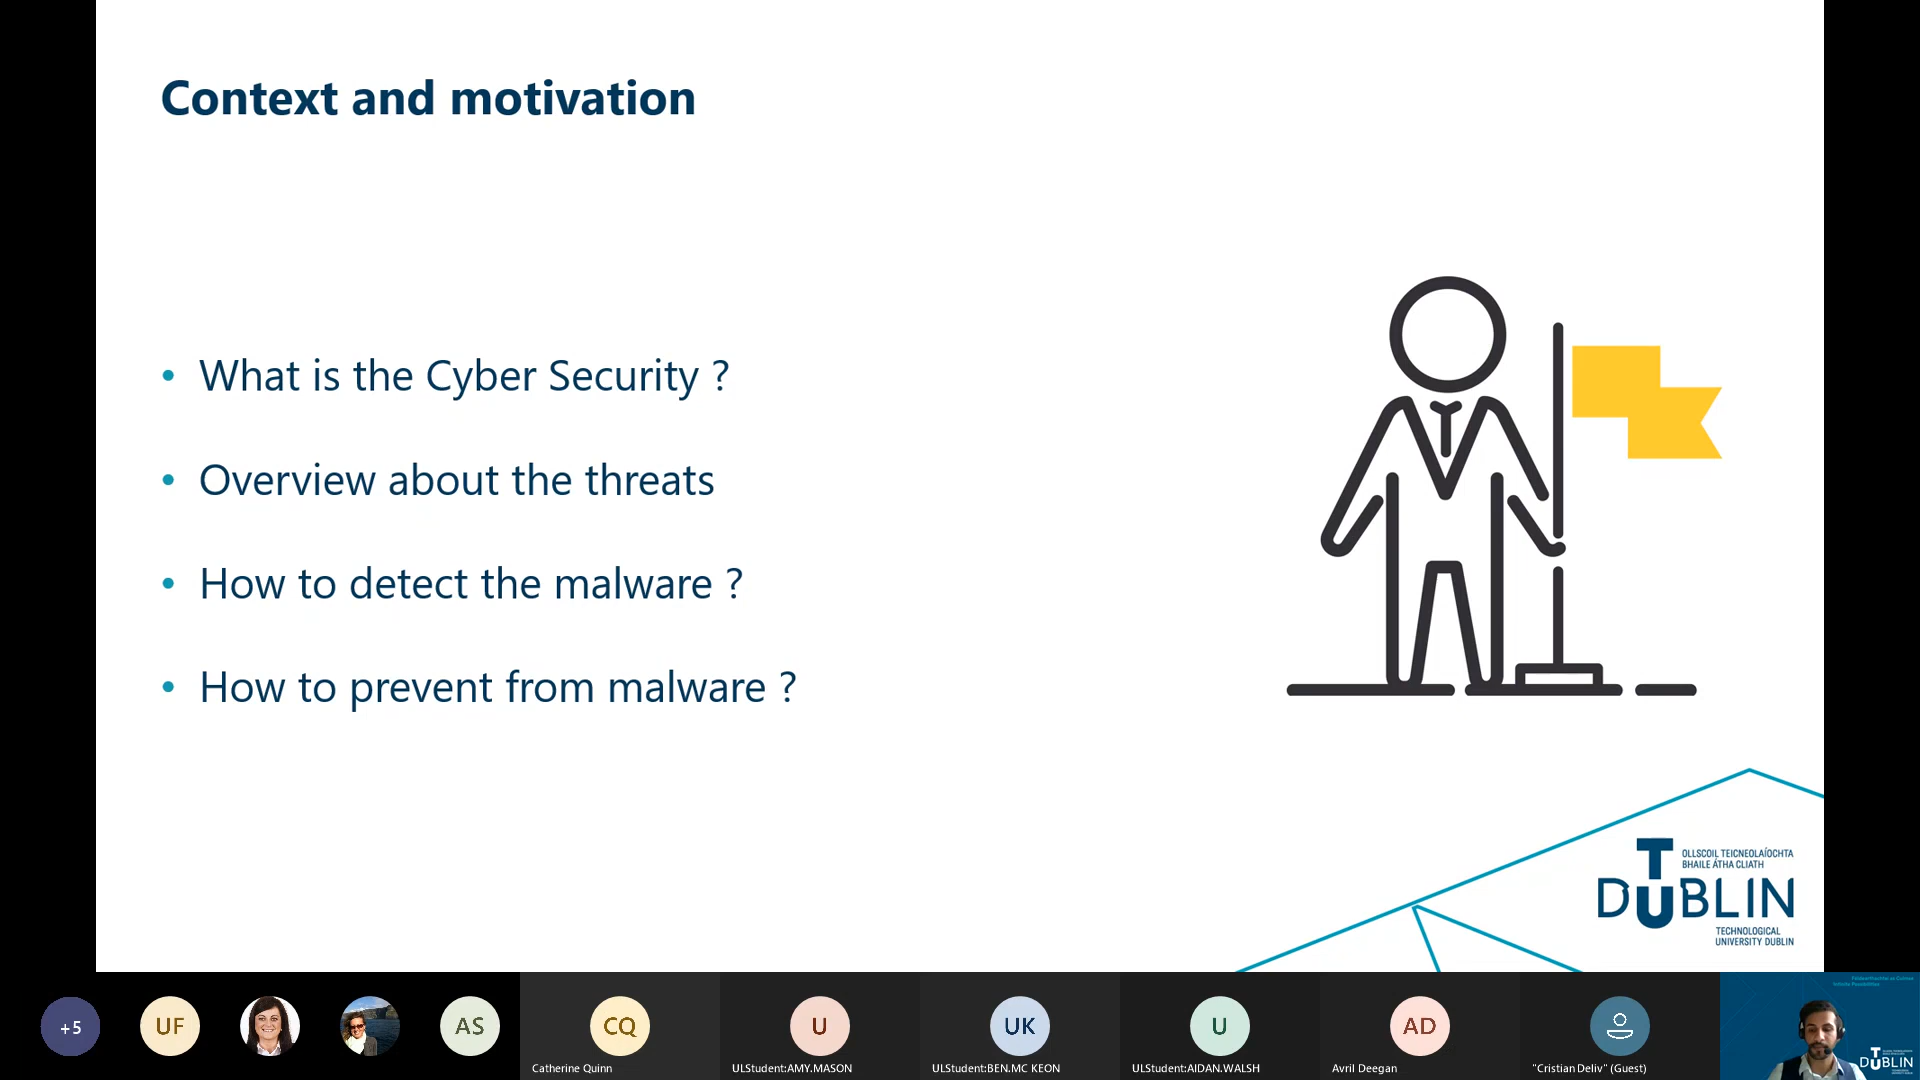 Context and motivation
• What is the Cyber Security ?
• Overview about the threats
• How to detect the malware ?
• How to prevent from malware ?
OLLSCOIL TEICNEOLAÍOCHTA
BHAILE ÁTHA CLIATH
TU DUBLIN
TECHNOLOGICAL
UNIVERSITY DUBLIN
+5
UF
AS
CQ
U
UK
U
AD
Catherine Quinn
ULStudent:AMY.MASON
ULStudent:BEN.MC KEON
ULStudent:AIDAN.WALSH
Avril Deegan
"Cristian Deliv" (Guest)
TU DUBLIN